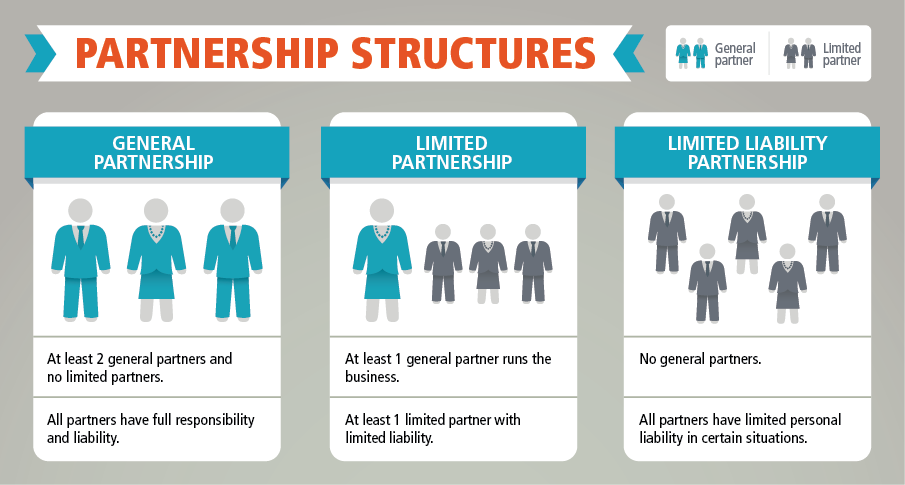 PARTNERSHIP STRUCTURES
General
partner
Limited
partner
GENERAL
PARTNERSHIP
At least 2 general partners and
no limited partners.
All partners have full responsibility
and liability.
LIMITED
PARTNERSHIP
At least 1 general partner runs the
business.
At least 1 limited partner with
limited liability.
LIMITED LIABILITY
PARTNERSHIP
No general partners.
All partners have limited personal
liability in certain situations.